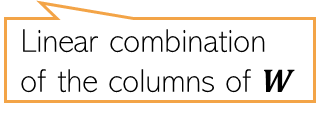 Linear combination
of the columns of W